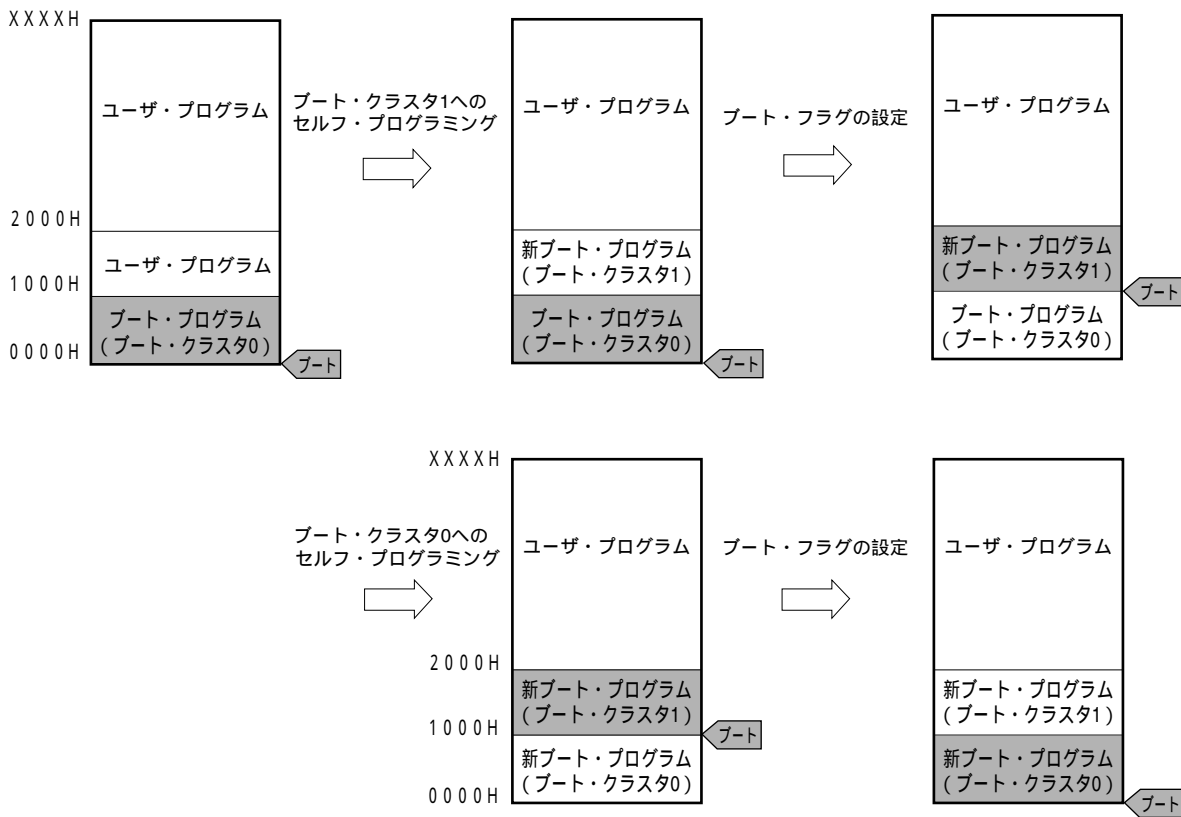 XXXXH
ユーザ・プログラム
2000H
ユーザ・プログラム
1000H
ブート・プログラム
(ブート・クラスタ0)
0000H
ブート
ブート・クラスタ1への
セルフ・プログラミング
ユーザ・プログラム
新ブート・プログラム
(ブート・クラスタ1)
ブート・プログラム
(ブート・クラスタ0)
ブート
ブート・フラグの設定
ユーザ・プログラム
新ブート・プログラム
(ブート・クラスタ1)
ブート
ブート・プログラム
(ブート・クラスタ0)
ブート・クラスタ0への
セルフ・プログラミング
XXXXH
ユーザ・プログラム
2000H
新ブート・プログラム
(ブート・クラスタ1)
1000H
ブート
新ブート・プログラム
(ブート・クラスタ0)
0000H
ブート・フラグの設定
ユーザ・プログラム
新ブート・プログラム
(ブート・クラスタ1)
新ブート・プログラム
(ブート・クラスタ0)
ブート